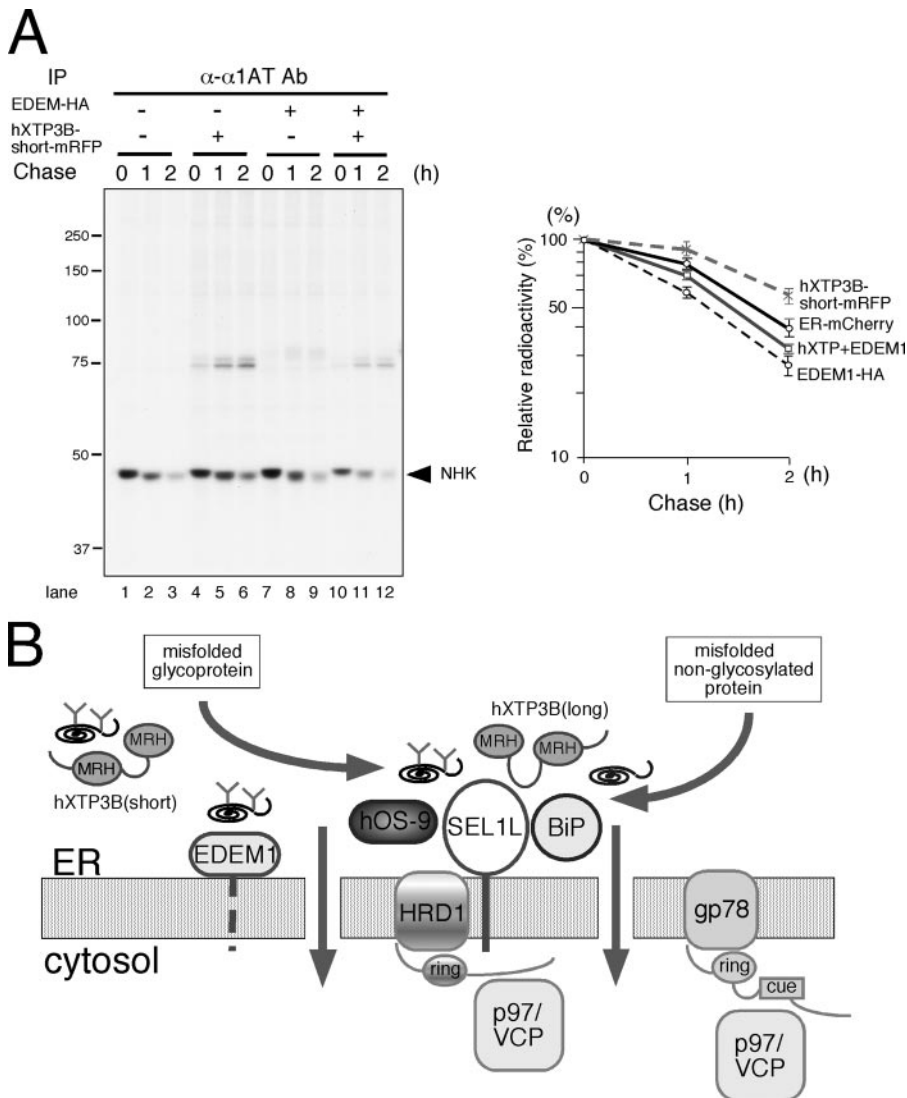 A
IP
α-α1AT Ab
EDEM-HA
- - + +
hXTP3B-
short-mRFP
- + - +
Chase 0 1 2 0 1 2 0 1 2 0 1 2 (h)
250
150
100
75
50
37
NHK
lane 1 2 3 4 5 6 7 8 9 10 11 12
(%)
Relative radioactivity (%)
100
50
10
hXTP3B-
short-mRFP
ER-mCherry
hXTP+EDEM1
EDEM1-HA
0 1 2 (h)
Chase (h)
B
misfolded
glycoprotein
misfolded
non-glycosylated
protein
hXTP3B(long)
MRH
MRH
hXTP3B(short)
MRH
MRH
hOS-9
SEL1L
BiP
EDEM1
ER
HRD1
gp78
cytosol
ring
ring
cue
p97/
VCP
p97/
VCP